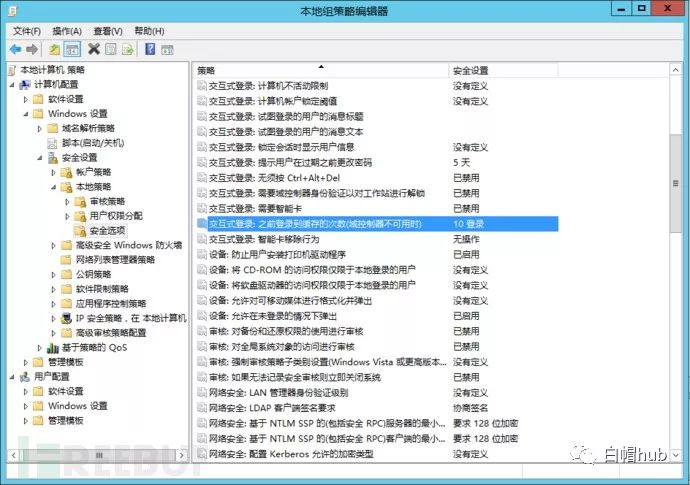 本地组策略编辑器
文件(F) 操作(A) 查看(V) 帮助(H)
本地计算机 策略
计算机配置
软件设置
Windows 设置
域名解析策略
脚本(启动/关机)
安全设置
帐户策略
本地策略
审核策略
用户权限分配
安全选项
高级安全 Windows 防火墙
网络列表管理器策略
公钥策略
软件限制策略
应用程序控制策略
IP 安全策略，在 本地计算机
高级审核策略配置
基于策略的 QoS
管理模板
用户配置
软件设置
Windows 设置
管理模板
策略 安全设置
交互式登录: 计算机不活动限制 没有定义
交互式登录: 计算机帐户锁定阈值 没有定义
交互式登录: 试图登录的用户的消息标题
交互式登录: 试图登录的用户的消息文本
交互式登录: 锁定会话时显示用户信息 没有定义
交互式登录: 提示用户在过期之前更改密码 5 天
交互式登录: 无须按 Ctrl+Alt+Del 已禁用
交互式登录: 需要域控制器身份验证以对工作站进行解锁 已禁用
交互式登录: 需要智能卡 已禁用
交互式登录: 之前登录到缓存的次数(域控制器不可用时) 10 登录
交互式登录: 智能卡移除行为 无操作
设备: 防止用户安装打印机驱动程序 已启用
设备: 将 CD-ROM 的访问权限仅限于本地登录的用户 没有定义
设备: 将软盘驱动器的访问权限仅限于本地登录的用户 没有定义
设备: 允许对可移动媒体进行格式化并弹出 没有定义
设备: 允许在未登录的情况下弹出 已启用
审核: 对备份和还原权限的使用进行审核 已禁用
审核: 对全局系统对象的访问进行审核 已禁用
审核: 强制审核策略子类别设置(Windows Vista 或更高版本... 没有定义
审核: 如果无法记录安全审核则立即关闭系统 已禁用
网络安全: LAN 管理器身份验证级别 没有定义
网络安全: LDAP 客户端签名要求 协商签名
网络安全: 基于 NTLM SSP 的(包括安全 RPC)服务器的最小... 要求 128 位加密
网络安全: 基于 NTLM SSP 的(包括安全 RPC)客户端的最小... 要求 128 位加密
网络安全: 配置 Kerberos 允许的加密类型 没有定义
REEBUF
白帽hub